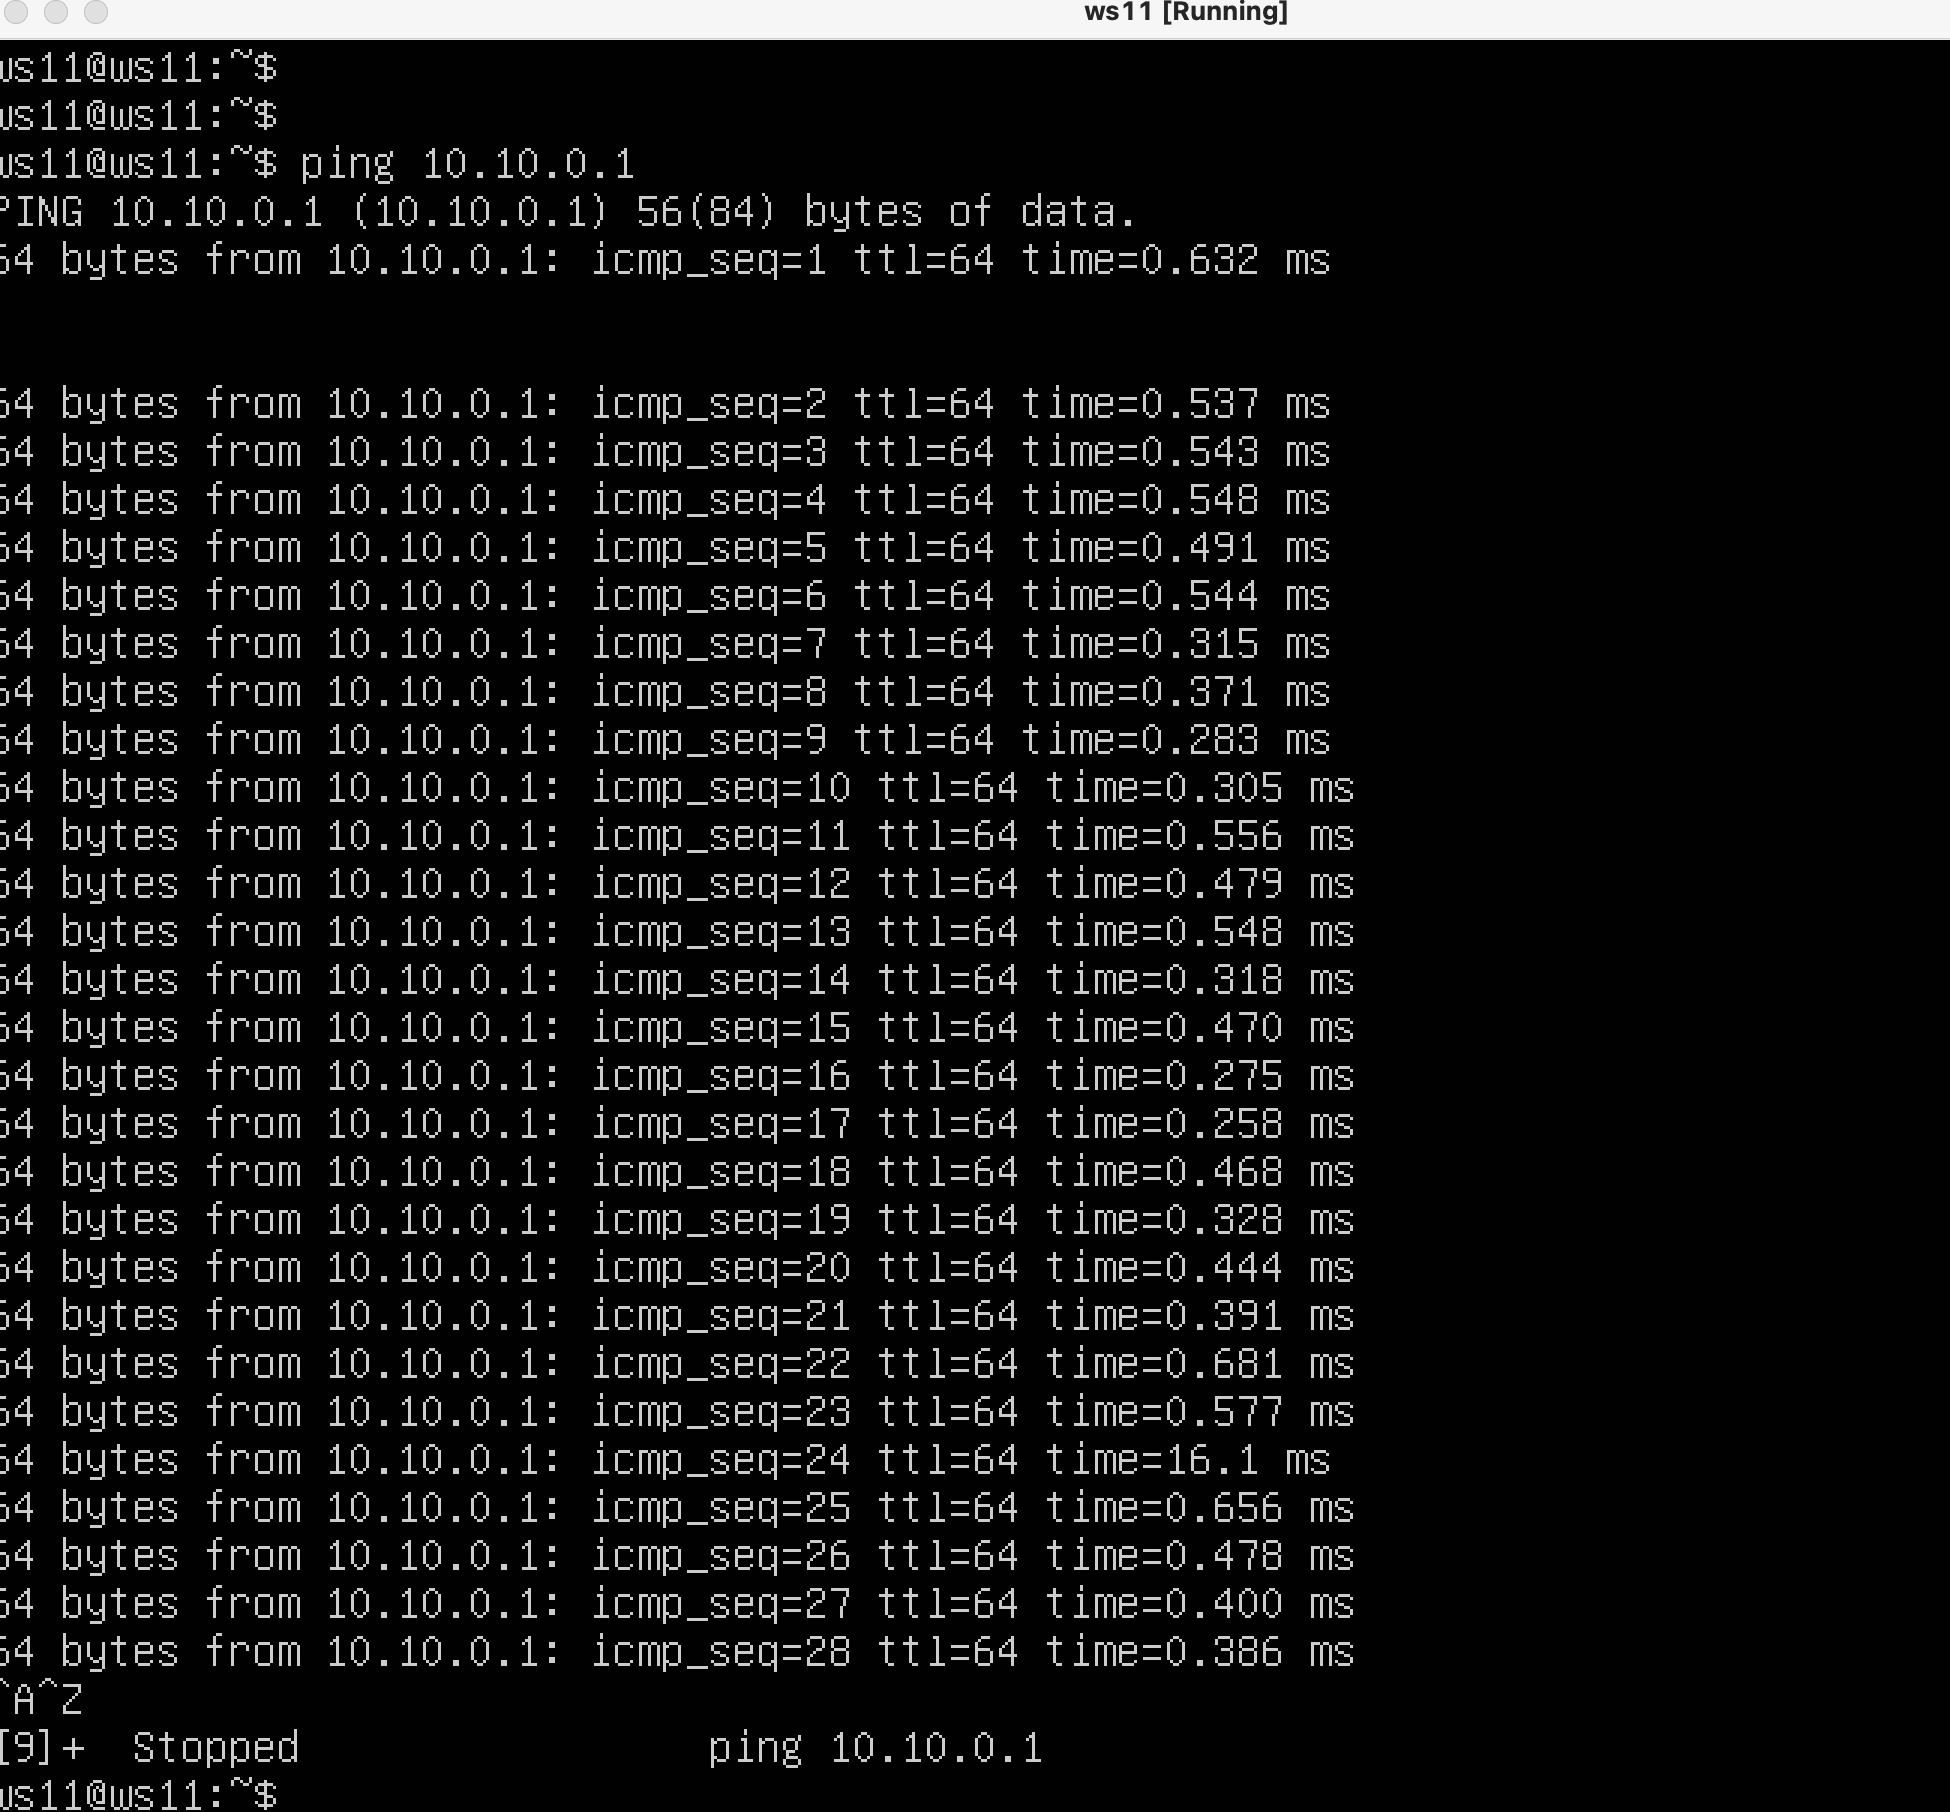 ws11 [Running]
ws11@ws11:~$
ws11@ws11:~$
ws11@ws11:~$ ping 10.10.0.1
PING 10.10.0.1 (10.10.0.1) 56(84) bytes of data.
64 bytes from 10.10.0.1: icmp_seq=1 ttl=64 time=0.632 ms
64 bytes from 10.10.0.1: icmp_seq=2 ttl=64 time=0.537 ms
64 bytes from 10.10.0.1: icmp_seq=3 ttl=64 time=0.543 ms
64 bytes from 10.10.0.1: icmp_seq=4 ttl=64 time=0.548 ms
64 bytes from 10.10.0.1: icmp_seq=5 ttl=64 time=0.491 ms
64 bytes from 10.10.0.1: icmp_seq=6 ttl=64 time=0.544 ms
64 bytes from 10.10.0.1: icmp_seq=7 ttl=64 time=0.315 ms
64 bytes from 10.10.0.1: icmp_seq=8 ttl=64 time=0.371 ms
64 bytes from 10.10.0.1: icmp_seq=9 ttl=64 time=0.283 ms
64 bytes from 10.10.0.1: icmp_seq=10 ttl=64 time=0.305 ms
64 bytes from 10.10.0.1: icmp_seq=11 ttl=64 time=0.556 ms
64 bytes from 10.10.0.1: icmp_seq=12 ttl=64 time=0.479 ms
64 bytes from 10.10.0.1: icmp_seq=13 ttl=64 time=0.548 ms
64 bytes from 10.10.0.1: icmp_seq=14 ttl=64 time=0.318 ms
64 bytes from 10.10.0.1: icmp_seq=15 ttl=64 time=0.470 ms
64 bytes from 10.10.0.1: icmp_seq=16 ttl=64 time=0.275 ms
64 bytes from 10.10.0.1: icmp_seq=17 ttl=64 time=0.258 ms
64 bytes from 10.10.0.1: icmp_seq=18 ttl=64 time=0.468 ms
64 bytes from 10.10.0.1: icmp_seq=19 ttl=64 time=0.328 ms
64 bytes from 10.10.0.1: icmp_seq=20 ttl=64 time=0.444 ms
64 bytes from 10.10.0.1: icmp_seq=21 ttl=64 time=0.391 ms
64 bytes from 10.10.0.1: icmp_seq=22 ttl=64 time=0.681 ms
64 bytes from 10.10.0.1: icmp_seq=23 ttl=64 time=0.577 ms
64 bytes from 10.10.0.1: icmp_seq=24 ttl=64 time=16.1 ms
64 bytes from 10.10.0.1: icmp_seq=25 ttl=64 time=0.656 ms
64 bytes from 10.10.0.1: icmp_seq=26 ttl=64 time=0.478 ms
64 bytes from 10.10.0.1: icmp_seq=27 ttl=64 time=0.400 ms
64 bytes from 10.10.0.1: icmp_seq=28 ttl=64 time=0.386 ms
^A^Z
[9]+  Stopped                 ping 10.10.0.1
ws11@ws11:~$